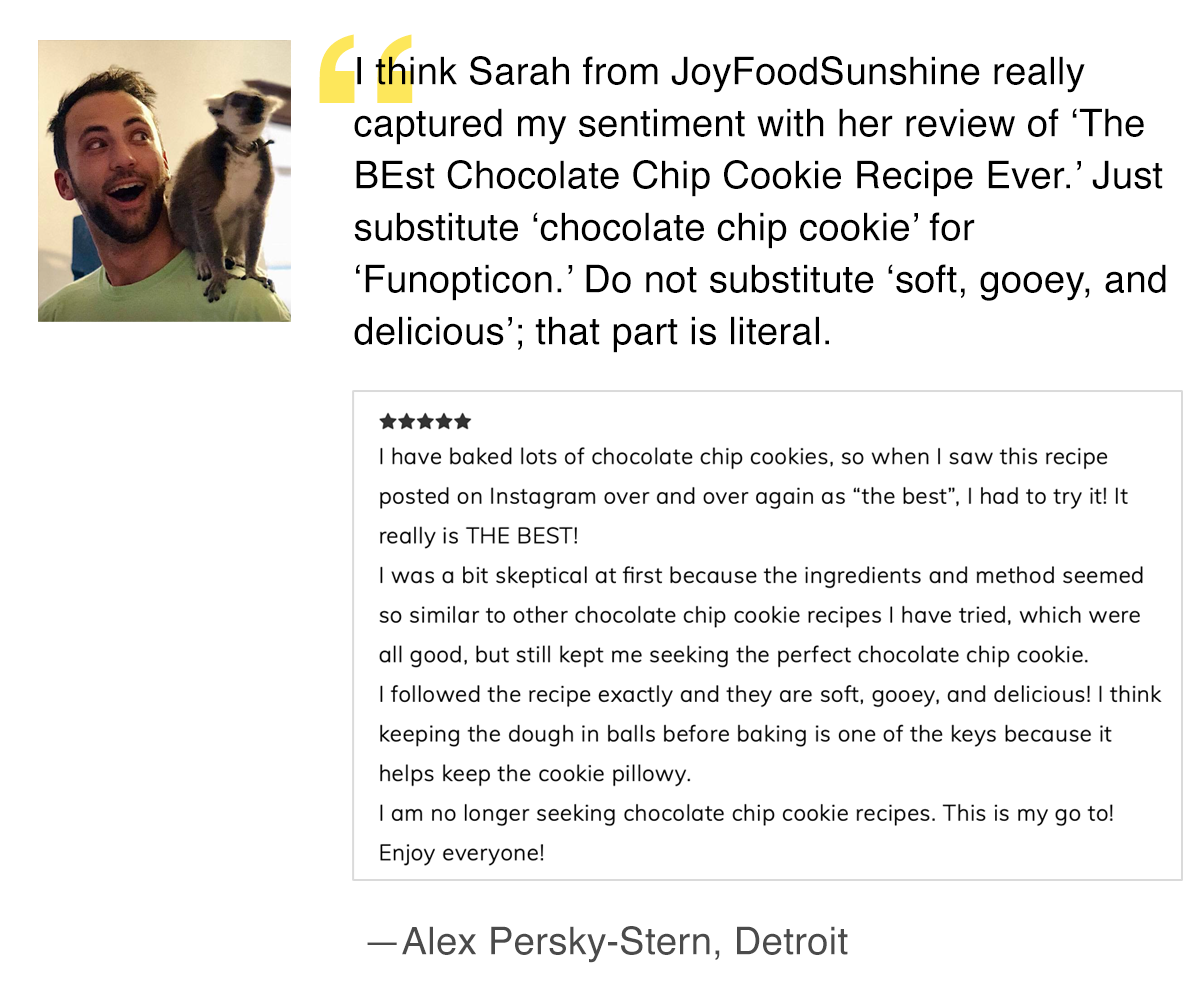 “I think Sarah from JoyFoodSunshine really
captured my sentiment with her review of ‘The
BEst Chocolate Chip Cookie Recipe Ever.’ Just
substitute ‘chocolate chip cookie’ for
‘Funopticon.’ Do not substitute ‘soft, gooey, and
delicious’; that part is literal.
★★★★★
I have baked lots of chocolate chip cookies, so when I saw this recipe
posted on Instagram over and over again as “the best”, I had to try it! It
really is THE BEST!
I was a bit skeptical at first because the ingredients and method seemed
so similar to other chocolate chip cookie recipes I have tried, which were
all good, but still kept me seeking the perfect chocolate chip cookie.
I followed the recipe exactly and they are soft, gooey, and delicious! I think
keeping the dough in balls before baking is one of the keys because it
helps keep the cookie pillowy.
I am no longer seeking chocolate chip cookie recipes. This is my go to!
Enjoy everyone!
—Alex Persky-Stern, Detroit